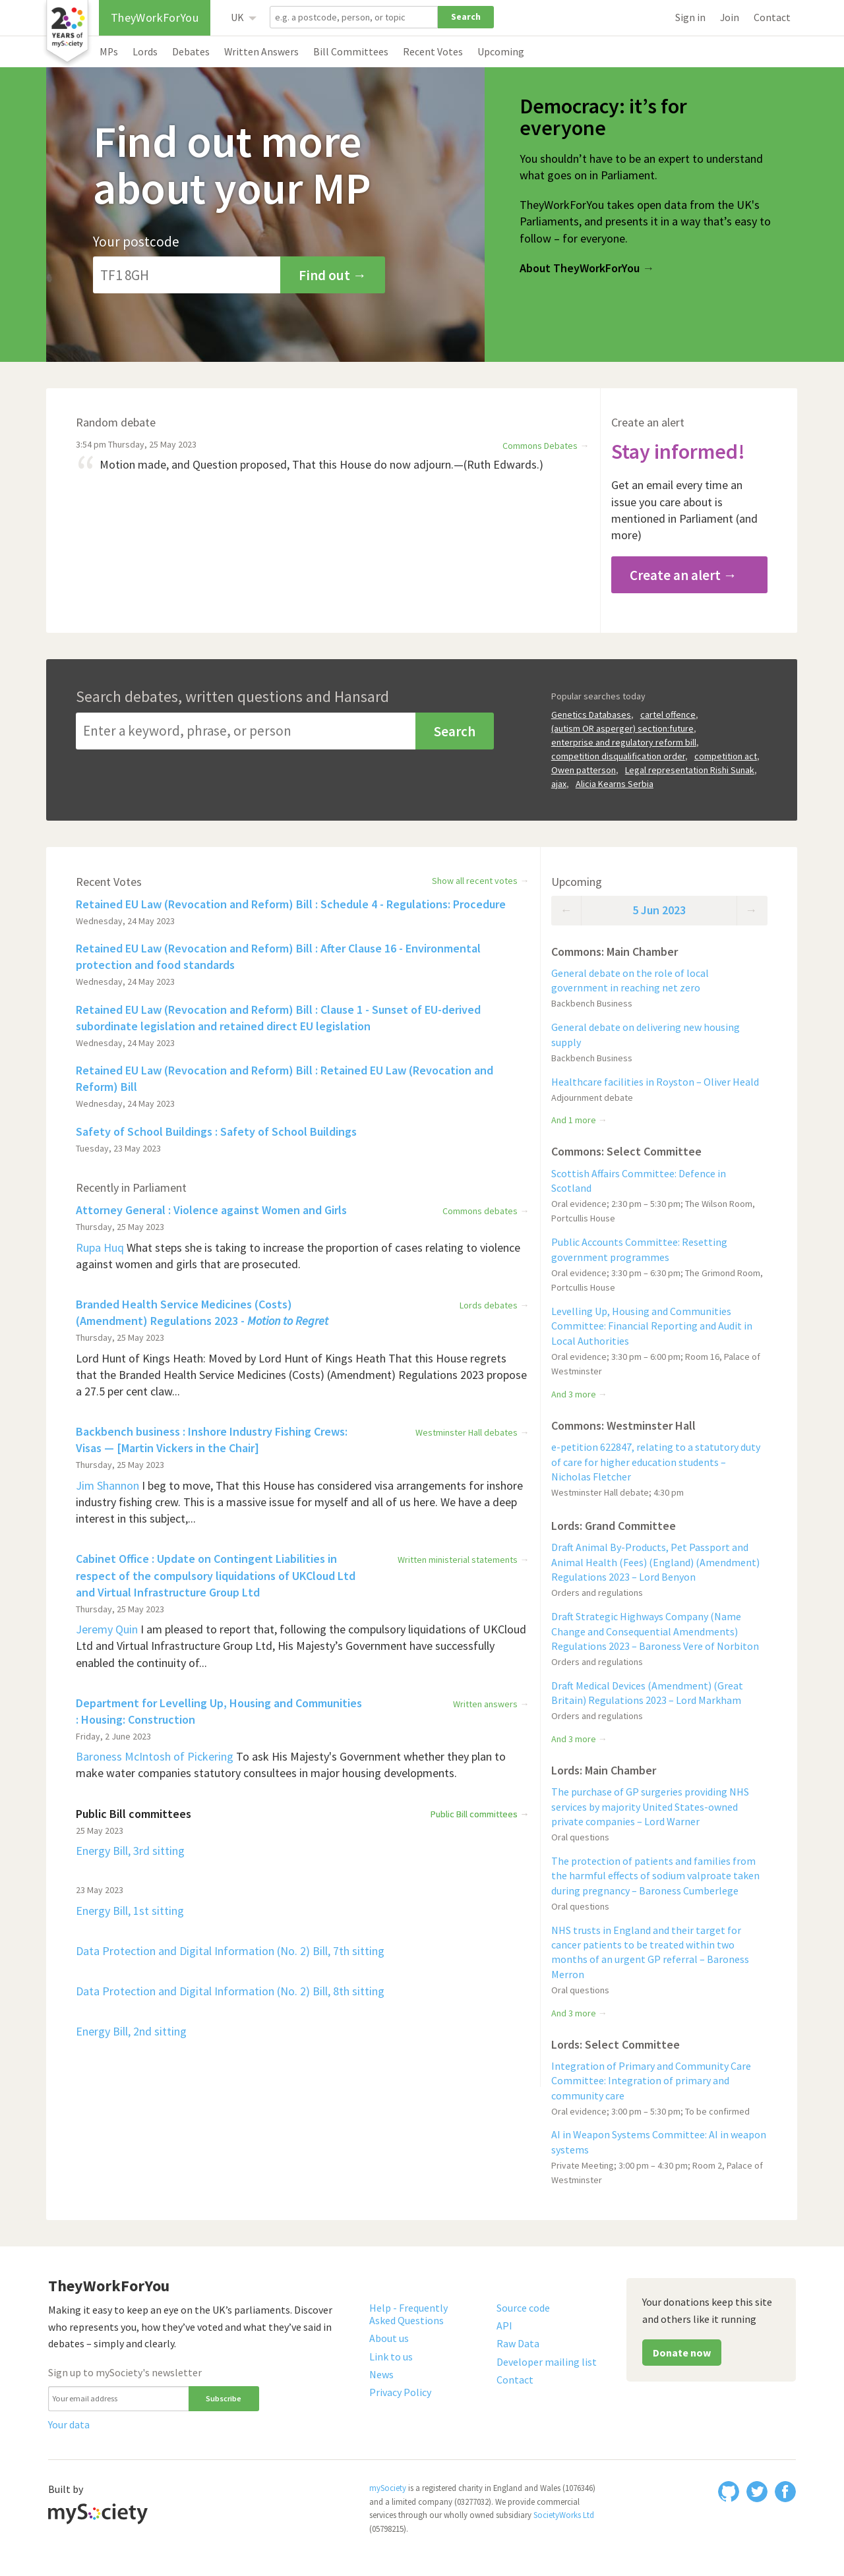 20
YEARS of
mySociety
TheyWorkForYou
UK
e.g. a postcode, person, or topic
Search
Sign in
Join
Contact
MPs
Lords
Debates
Written Answers
Bill Committees
Recent Votes
Upcoming
Find out more
about your MP
Your postcode
TF1 8GH
Find out →
Democracy: it’s for
everyone
You shouldn’t have to be an expert to understand
what goes on in Parliament.
TheyWorkForYou takes open data from the UK's
Parliaments, and presents it in a way that’s easy to
follow – for everyone.
About TheyWorkForYou →
Random debate
3:54 pm Thursday, 25 May 2023
Commons Debates →
“ Motion made, and Question proposed, That this House do now adjourn.—(Ruth Edwards.)
Create an alert
Stay informed!
Get an email every time an
issue you care about is
mentioned in Parliament (and
more)
Create an alert →
Search debates, written questions and Hansard
Enter a keyword, phrase, or person
Search
Popular searches today
Genetics Databases, cartel offence,
(autism OR asperger) section:future,
enterprise and regulatory reform bill,
competition disqualification order, competition act,
Owen patterson, Legal representation Rishi Sunak,
ajax, Alicia Kearns Serbia
Recent Votes
Show all recent votes →
Retained EU Law (Revocation and Reform) Bill : Schedule 4 - Regulations: Procedure
Wednesday, 24 May 2023
Retained EU Law (Revocation and Reform) Bill : After Clause 16 - Environmental
protection and food standards
Wednesday, 24 May 2023
Retained EU Law (Revocation and Reform) Bill : Clause 1 - Sunset of EU-derived
subordinate legislation and retained direct EU legislation
Wednesday, 24 May 2023
Retained EU Law (Revocation and Reform) Bill : Retained EU Law (Revocation and
Reform) Bill
Wednesday, 24 May 2023
Safety of School Buildings : Safety of School Buildings
Tuesday, 23 May 2023
Recently in Parliament
Attorney General : Violence against Women and Girls
Commons debates →
Thursday, 25 May 2023
Rupa Huq What steps she is taking to increase the proportion of cases relating to violence
against women and girls that are prosecuted.
Branded Health Service Medicines (Costs)
(Amendment) Regulations 2023 - Motion to Regret
Lords debates →
Thursday, 25 May 2023
Lord Hunt of Kings Heath: Moved by Lord Hunt of Kings Heath That this House regrets
that the Branded Health Service Medicines (Costs) (Amendment) Regulations 2023 propose
a 27.5 per cent claw...
Backbench business : Inshore Industry Fishing Crews:
Visas — [Martin Vickers in the Chair]
Westminster Hall debates →
Thursday, 25 May 2023
Jim Shannon I beg to move, That this House has considered visa arrangements for inshore
industry fishing crew. This is a massive issue for myself and all of us here. We have a deep
interest in this subject,...
Cabinet Office : Update on Contingent Liabilities in
respect of the compulsory liquidations of UKCloud Ltd
and Virtual Infrastructure Group Ltd
Written ministerial statements →
Thursday, 25 May 2023
Jeremy Quin I am pleased to report that, following the compulsory liquidations of UKCloud
Ltd and Virtual Infrastructure Group Ltd, His Majesty’s Government have successfully
enabled the continuity of...
Department for Levelling Up, Housing and Communities
: Housing: Construction
Written answers →
Friday, 2 June 2023
Baroness McIntosh of Pickering To ask His Majesty's Government whether they plan to
make water companies statutory consultees in major housing developments.
Public Bill committees
Public Bill committees →
25 May 2023
Energy Bill, 3rd sitting
23 May 2023
Energy Bill, 1st sitting
Data Protection and Digital Information (No. 2) Bill, 7th sitting
Data Protection and Digital Information (No. 2) Bill, 8th sitting
Energy Bill, 2nd sitting
Upcoming
← 5 Jun 2023 →
Commons: Main Chamber
General debate on the role of local
government in reaching net zero
Backbench Business
General debate on delivering new housing
supply
Backbench Business
Healthcare facilities in Royston – Oliver Heald
Adjournment debate
And 1 more →
Commons: Select Committee
Scottish Affairs Committee: Defence in
Scotland
Oral evidence; 2:30 pm – 5:30 pm; The Wilson Room,
Portcullis House
Public Accounts Committee: Resetting
government programmes
Oral evidence; 3:30 pm – 6:30 pm; The Grimond Room,
Portcullis House
Levelling Up, Housing and Communities
Committee: Financial Reporting and Audit in
Local Authorities
Oral evidence; 3:30 pm – 6:00 pm; Room 16, Palace of
Westminster
And 3 more →
Commons: Westminster Hall
e-petition 622847, relating to a statutory duty
of care for higher education students –
Nicholas Fletcher
Westminster Hall debate; 4:30 pm
Lords: Grand Committee
Draft Animal By-Products, Pet Passport and
Animal Health (Fees) (England) (Amendment)
Regulations 2023 – Lord Benyon
Orders and regulations
Draft Strategic Highways Company (Name
Change and Consequential Amendments)
Regulations 2023 – Baroness Vere of Norbiton
Orders and regulations
Draft Medical Devices (Amendment) (Great
Britain) Regulations 2023 – Lord Markham
Orders and regulations
And 3 more →
Lords: Main Chamber
The purchase of GP surgeries providing NHS
services by majority United States-owned
private companies – Lord Warner
Oral questions
The protection of patients and families from
the harmful effects of sodium valproate taken
during pregnancy – Baroness Cumberlege
Oral questions
NHS trusts in England and their target for
cancer patients to be treated within two
months of an urgent GP referral – Baroness
Merron
Oral questions
And 3 more →
Lords: Select Committee
Integration of Primary and Community Care
Committee: Integration of primary and
community care
Oral evidence; 3:00 pm – 5:30 pm; To be confirmed
AI in Weapon Systems Committee: AI in weapon
systems
Private Meeting; 3:00 pm – 4:30 pm; Room 2, Palace of
Westminster
TheyWorkForYou
Making it easy to keep an eye on the UK’s parliaments. Discover
who represents you, how they’ve voted and what they’ve said in
debates – simply and clearly.
Sign up to mySociety's newsletter
Your email address
Subscribe
Your data
Help - Frequently
Asked Questions
About us
Link to us
News
Privacy Policy
Source code
API
Raw Data
Developer mailing list
Contact
Your donations keep this site
and others like it running
Donate now
Built by
mySociety
mySociety is a registered charity in England and Wales (1076346)
and a limited company (03277032). We provide commercial
services through our wholly owned subsidiary SocietyWorks Ltd
(05798215).